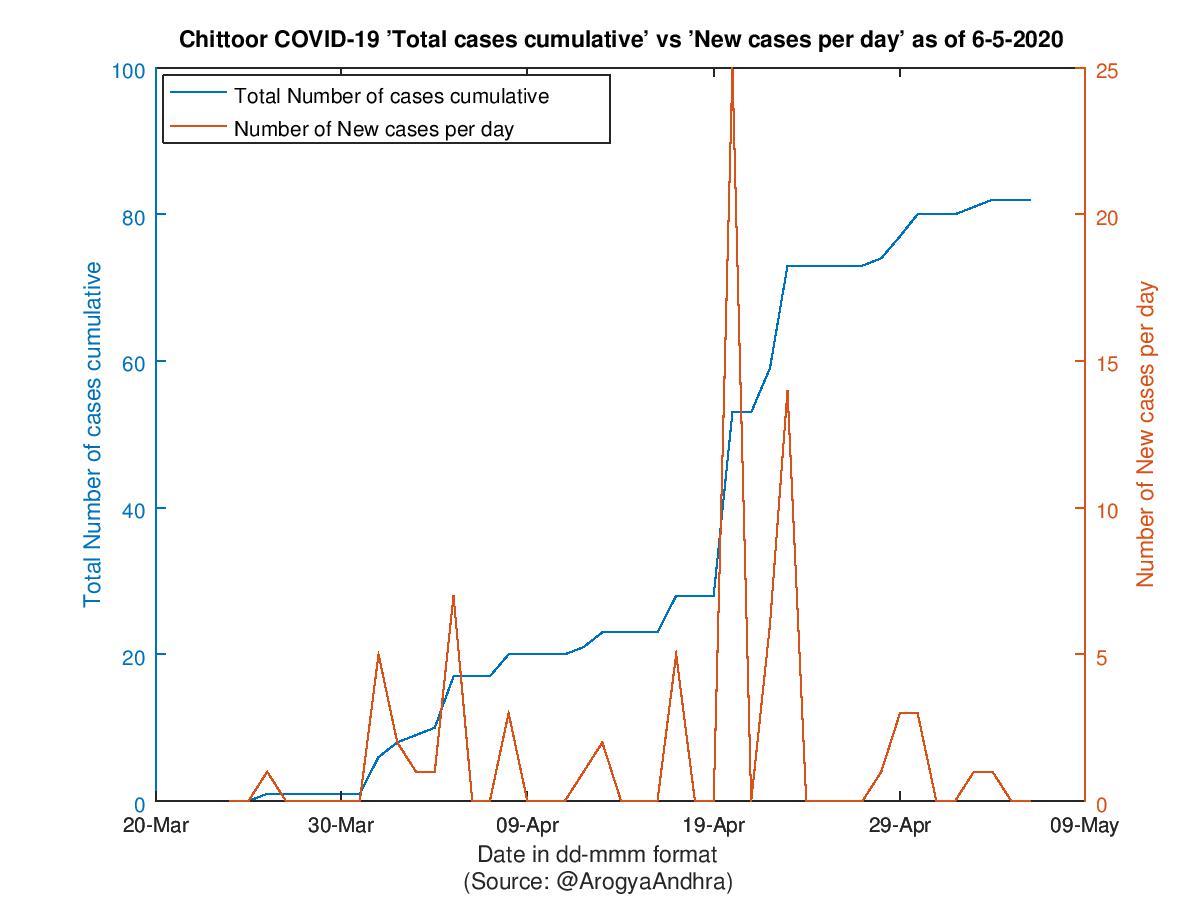 Chittoor COVID-19 ’Total cases cumulative’ vs ’New cases per day’ as of 6-5-2020
Total Number of cases cumulative
Number of New cases per day
100
80
60
40
20
0
Total Number of cases cumulative
25
20
15
10
5
0
Number of New cases per day
20-Mar 30-Mar 09-Apr 19-Apr 29-Apr 09-May
Date in dd-mmm format
(Source: @ArogyaAndhra)